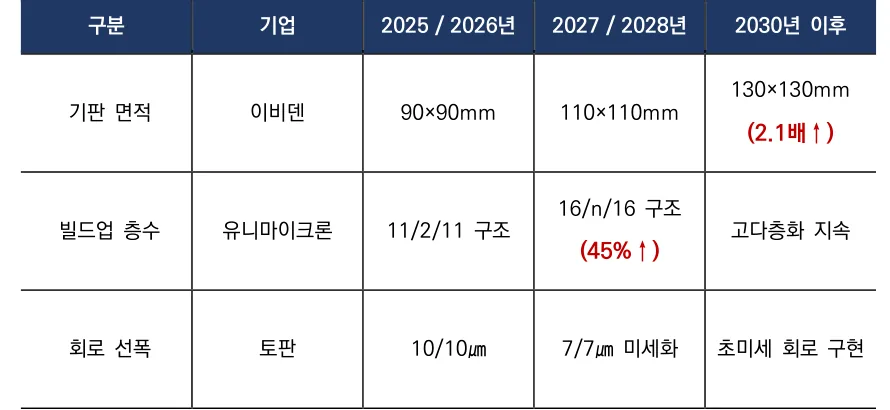 구분 기업 2025 / 2026년 2027 / 2028년 2030년 이후
기판 면적 이비덴 90×90mm 110×110mm 130×130mm
(2.1배↑)
빌드업 층수 유니마이크론 11/2/11 구조 16/n/16 구조 고다층화 지속
(45%↑)
회로 선폭 토판 10/10㎛ 7/7㎛ 미세화 초미세 회로 구현